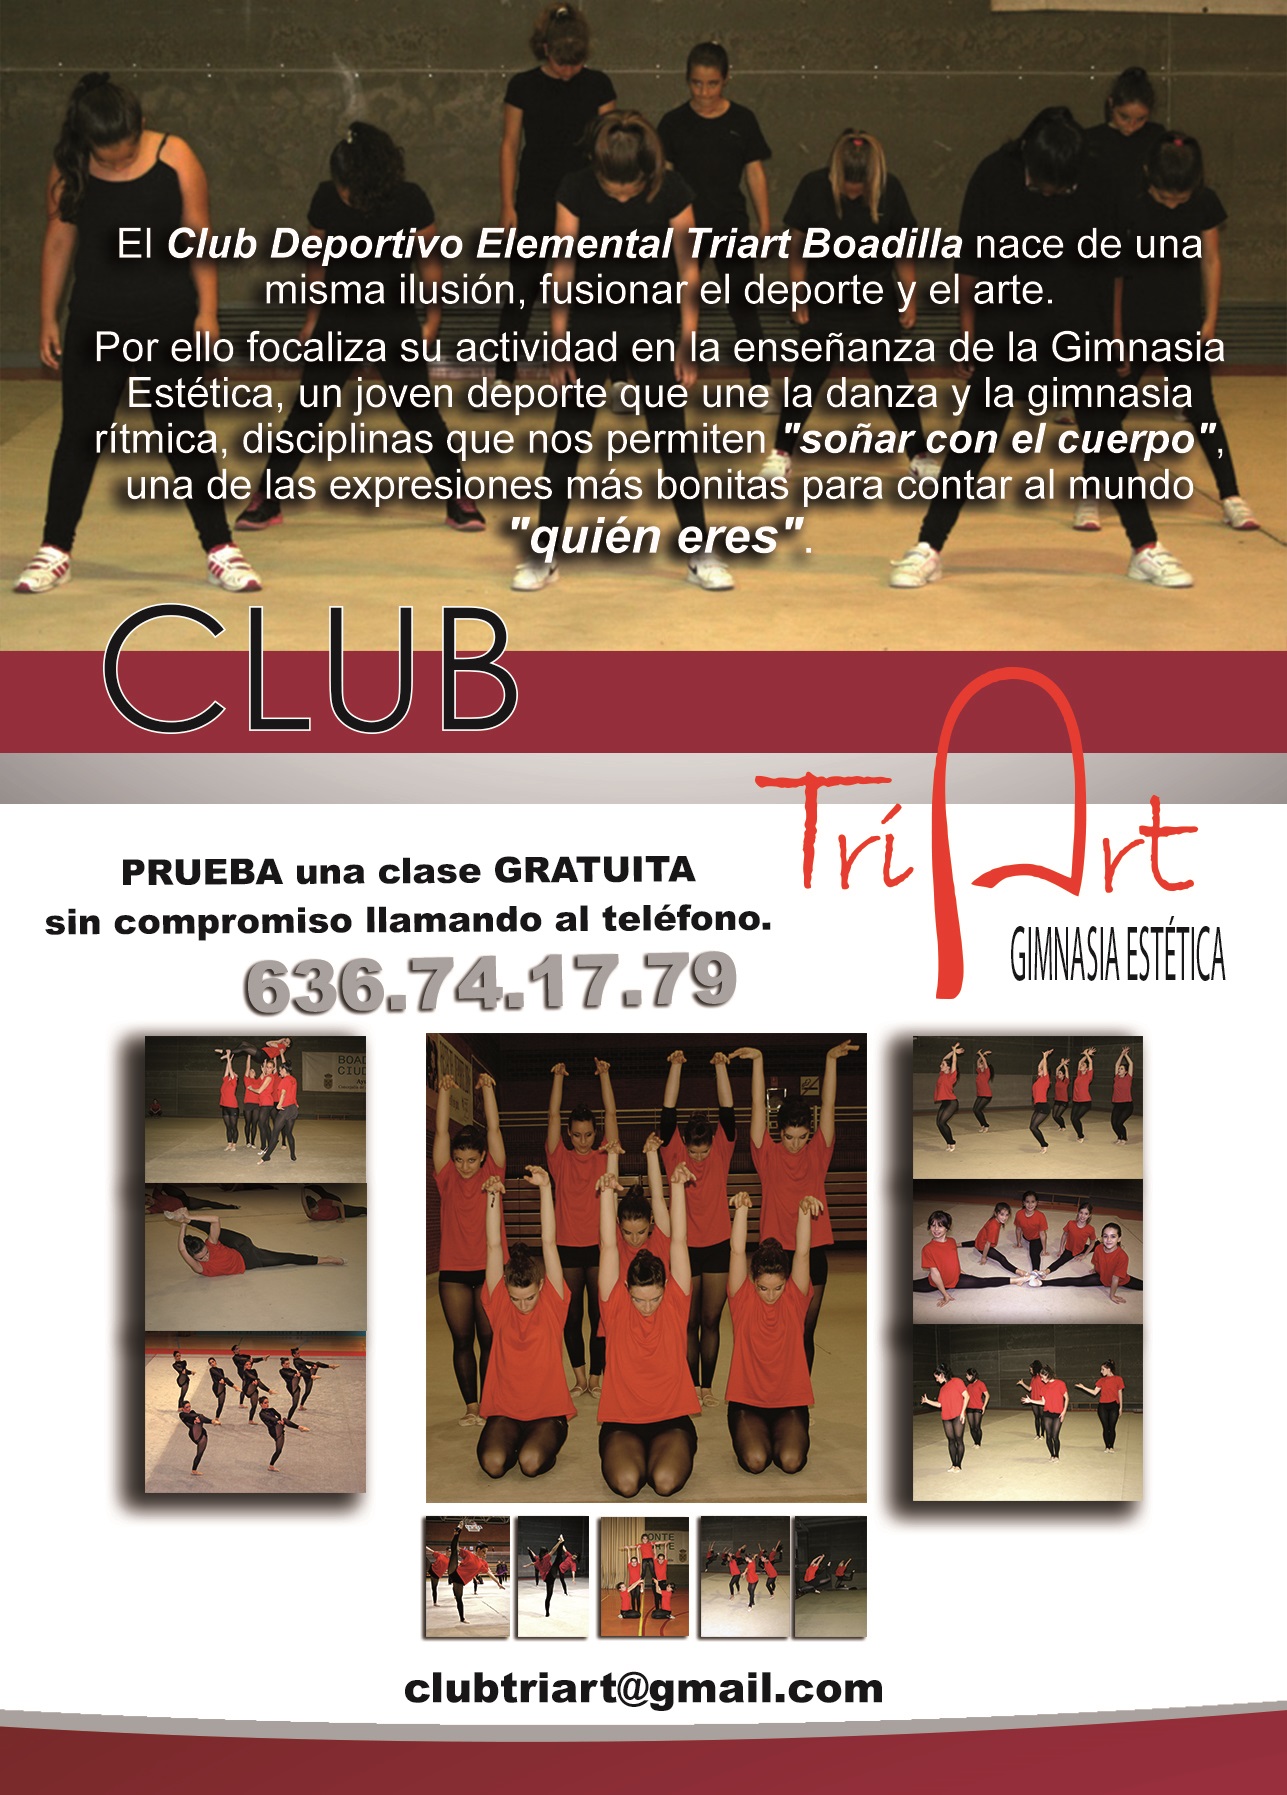 El Club Deportivo Elemental Triart Boadilla nace de una
misma ilusión, fusionar el deporte y el arte.
Por ello focaliza su actividad en la enseñanza de la Gimnasia
Estética, un joven deporte que une la danza y la gimnasia
rítmica, disciplinas que nos permiten "soñar con el cuerpo",
una de las expresiones más bonitas para contar al mundo
"quién eres".
CLUB
TríArt
GIMNASIA ESTÉTICA
PRUEBA una clase GRATUITA
sin compromiso llamando al teléfono.
636.74.17.79
clubtriart@gmail.com